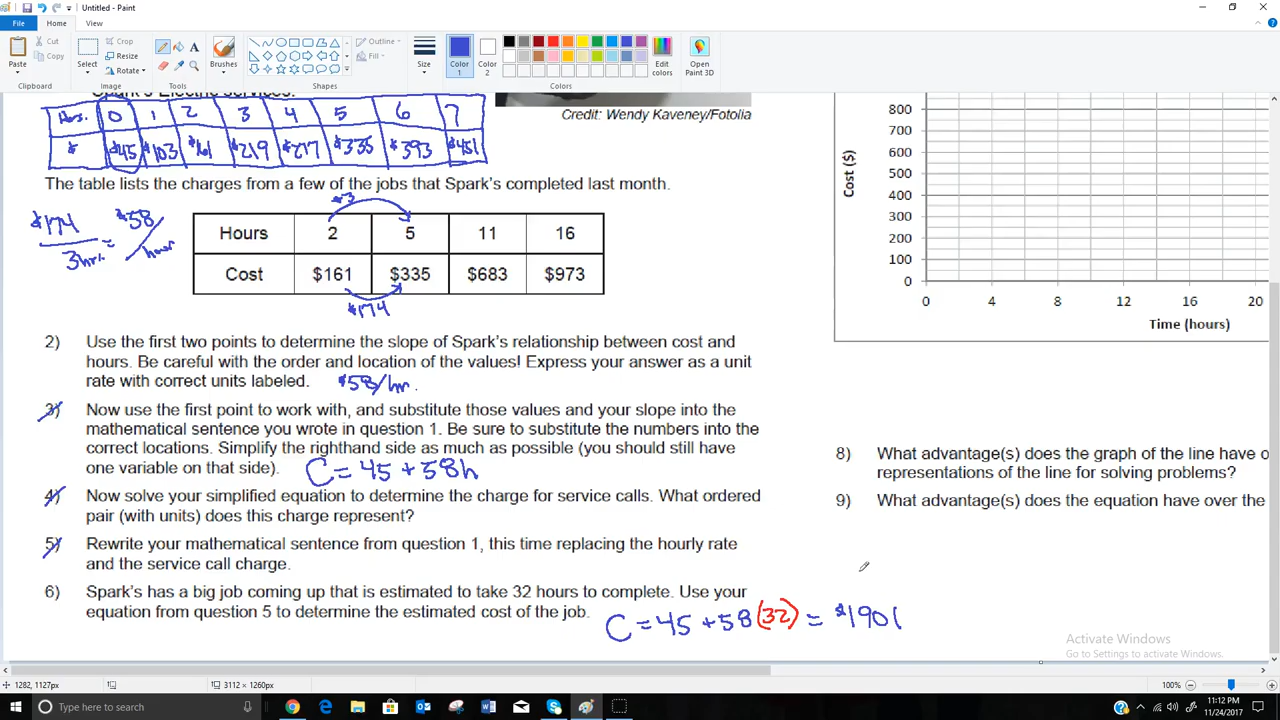 Untitled - Paint
File Home View
Paste Cut Copy Clipboard
Select Crop Resize Rotate Image
Tools
Brushes
Shapes Outline Fill
Size
Color 1 Color 2 Edit colors Colors
Open Paint 3D
Spark's Electric services.
Hrs. 0 1 2 3 4 5 6 7
$ $45 $103 $161 $219 $277 $335 $393 $451
Credit: Wendy Kaveney/Fotolia
The table lists the charges from a few of the jobs that Spark's completed last month.
$174 / 3hrs = $58/hour
Hours 2 5 11 16
Cost $161 $335 $683 $973
$174
2) Use the first two points to determine the slope of Spark's relationship between cost and
hours. Be careful with the order and location of the values! Express your answer as a unit
rate with correct units labeled. $58/hr.
3) Now use the first point to work with, and substitute those values and your slope into the
mathematical sentence you wrote in question 1. Be sure to substitute the numbers into the
correct locations. Simplify the righthand side as much as possible (you should still have
one variable on that side). C = 45 + 58h
4) Now solve your simplified equation to determine the charge for service calls. What ordered
pair (with units) does this charge represent?
5) Rewrite your mathematical sentence from question 1, this time replacing the hourly rate
and the service call charge.
6) Spark's has a big job coming up that is estimated to take 32 hours to complete. Use your
equation from question 5 to determine the estimated cost of the job.
C = 45 + 58(32) = $1901
Cost ($)
800
700
600
500
400
300
200
100
0
0 4 8 12 16 20
Time (hours)
8) What advantage(s) does the graph of the line have o
representations of the line for solving problems?
9) What advantage(s) does the equation have over the
Activate Windows
Go to Settings to activate Windows.
1282, 1127px
3112 × 1260px
100%
Type here to search
11:12 PM
11/24/2017